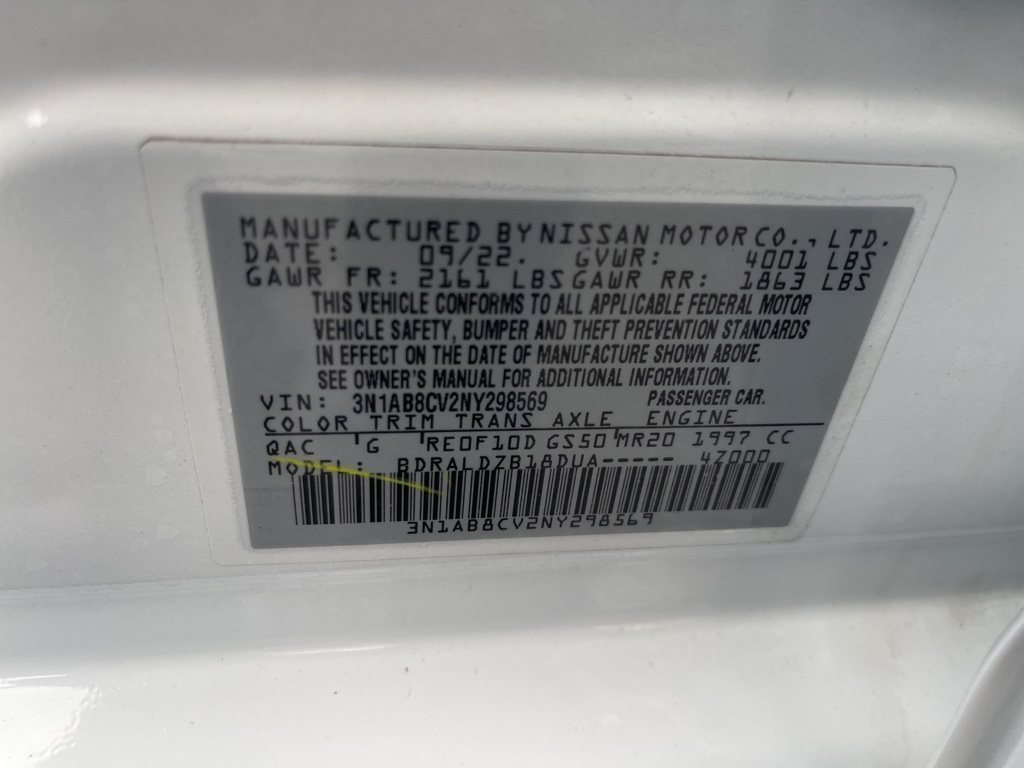 MANUFACTURED BY NISSAN MOTOR CO., LTD.
DATE: 09/22. GVWR: 4001 LBS
GAWR FR: 2161 LBS GAWR RR: 1863 LBS
THIS VEHICLE CONFORMS TO ALL APPLICABLE FEDERAL MOTOR
VEHICLE SAFETY, BUMPER AND THEFT PREVENTION STANDARDS
IN EFFECT ON THE DATE OF MANUFACTURE SHOWN ABOVE.
SEE OWNER'S MANUAL FOR ADDITIONAL INFORMATION.
VIN: 3N1AB8CV2NY298569 PASSENGER CAR.
COLOR TRIM TRANS AXLE ENGINE
QAC 'G 'RE0F10D GS50'MR20 1997 CC
MODEL: BDRALDZB18DUA----- 4Z000
3N1AB8CV2NY298569